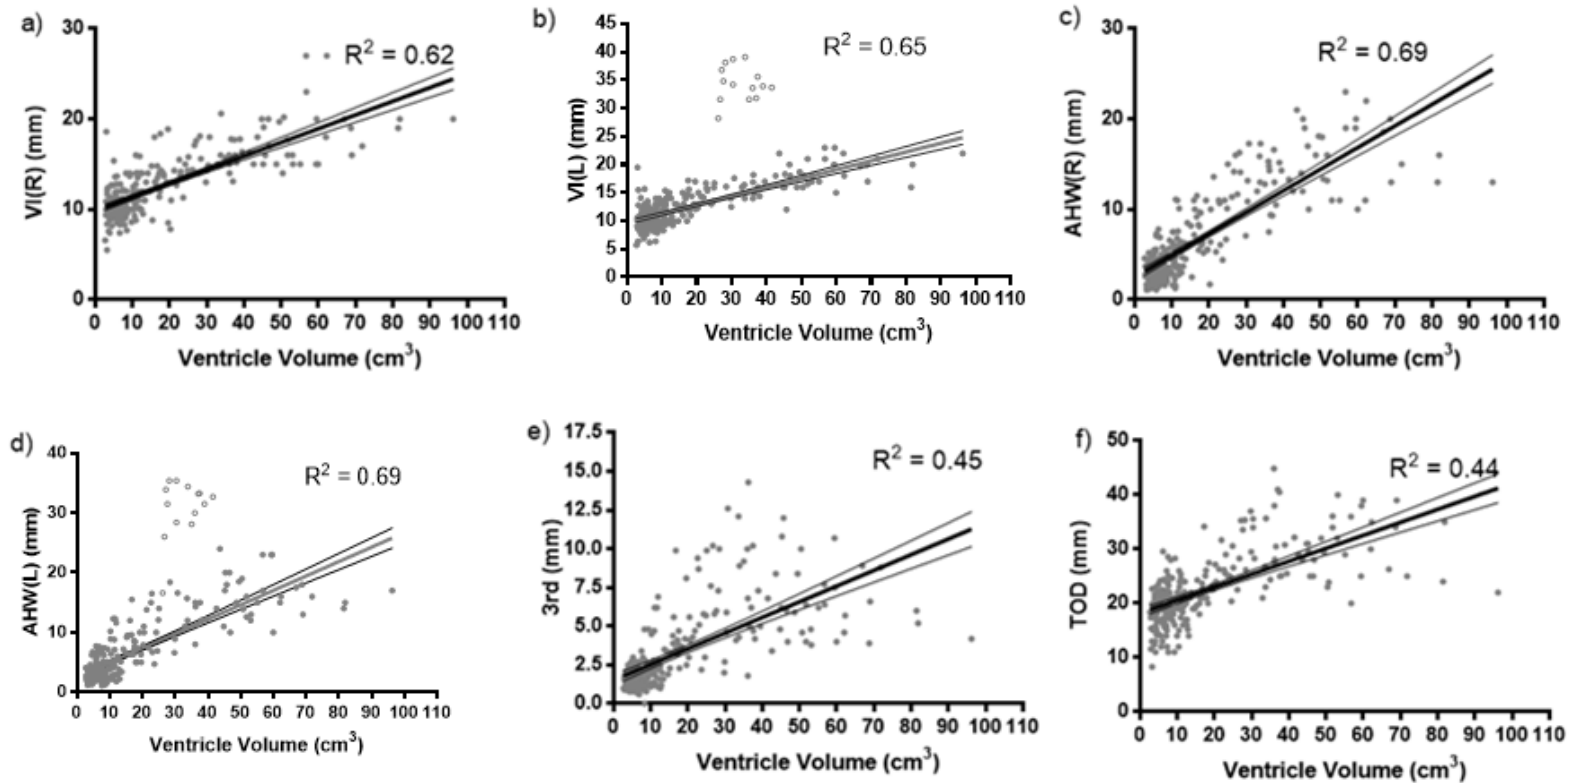 a)
R² = 0.62
VI(R) (mm)
30
20
10
0
0 10 20 30 40 50 60 70 80 90 100 110
Ventricle Volume (cm³)
b)
R² = 0.65
VI(L) (mm)
45
40
35
30
25
20
15
10
5
0
0 10 20 30 40 50 60 70 80 90 100 110
Ventricle Volume (cm³)
c)
R² = 0.69
AHW(R) (mm)
30
20
10
0
0 10 20 30 40 50 60 70 80 90 100 110
Ventricle Volume (cm³)
d)
R² = 0.69
AHW(L) (mm)
40
30
20
10
0
0 10 20 30 40 50 60 70 80 90 100 110
Ventricle Volume (cm³)
e)
R² = 0.45
3rd (mm)
17.5
15.0
12.5
10.0
7.5
5.0
2.5
0.0
0 10 20 30 40 50 60 70 80 90 100 110
Ventricle Volume (cm³)
f)
R² = 0.44
TOD (mm)
50
40
30
20
10
0
0 10 20 30 40 50 60 70 80 90 100 110
Ventricle Volume (cm³)